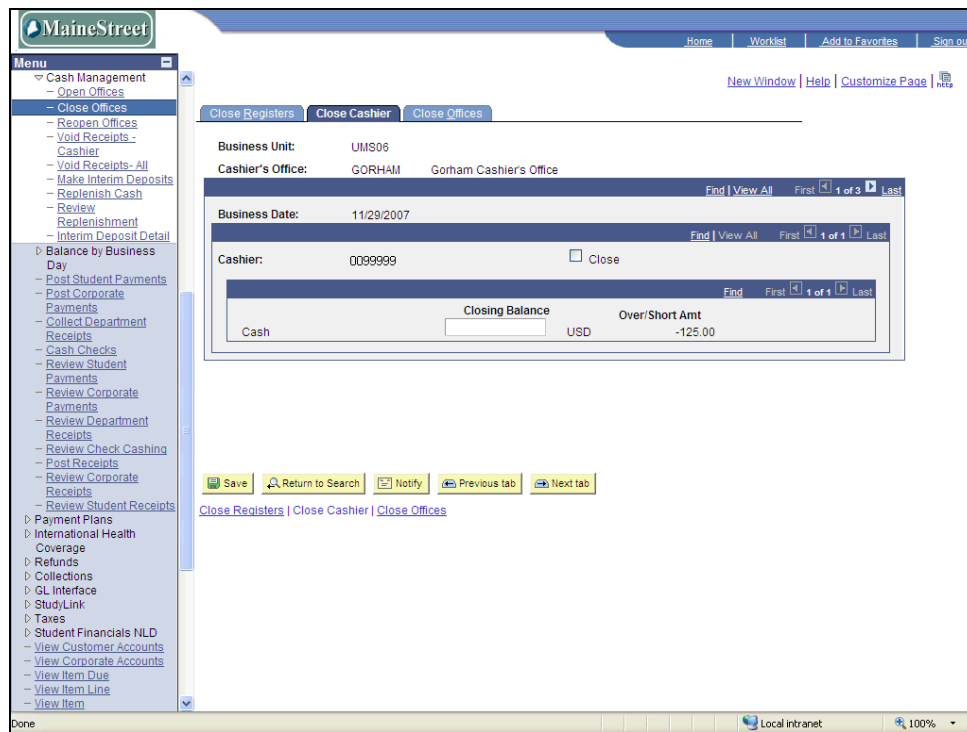 MaineStreet
Home Worklist Add to Favorites Sign ou
Menu
Cash Management
– Open Offices
– Close Offices
– Reopen Offices
– Void Receipts -
Cashier
– Void Receipts- All
– Make Interim Deposits
– Replenish Cash
– Review
Replenishment
– Interim Deposit Detail
Balance by Business
Day
– Post Student Payments
– Post Corporate
Payments
– Collect Department
Receipts
– Cash Checks
– Review Student
Payments
– Review Corporate
Payments
– Review Department
Receipts
– Review Check Cashing
– Post Receipts
– Review Corporate
Receipts
– Review Student Receipts
Payment Plans
International Health
Coverage
Refunds
Collections
GL Interface
StudyLink
Taxes
Student Financials NLD
– View Customer Accounts
– View Corporate Accounts
– View Item Due
– View Item Line
– View Item
New Window | Help | Customize Page | http
Close Registers Close Cashier Close Offices
Business Unit: UMS06
Cashier's Office: GORHAM Gorham Cashier's Office
Find | View All First 1 of 3 Last
Business Date: 11/29/2007
Find | View All First 1 of 1 Last
Cashier: 0099999 Close
Find First 1 of 1 Last
Closing Balance Over/Short Amt
Cash USD -125.00
Save Return to Search Notify Previous tab Next tab
Close Registers | Close Cashier | Close Offices
Done Local intranet 100%